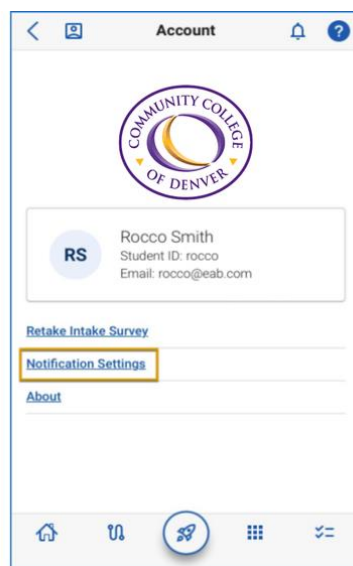 Account
?
COMMUNITY COLLEGE
OF DENVER
RS
Rocco Smith
Student ID: rocco
Email: rocco@eab.com
Retake Intake Survey
Notification Settings
About